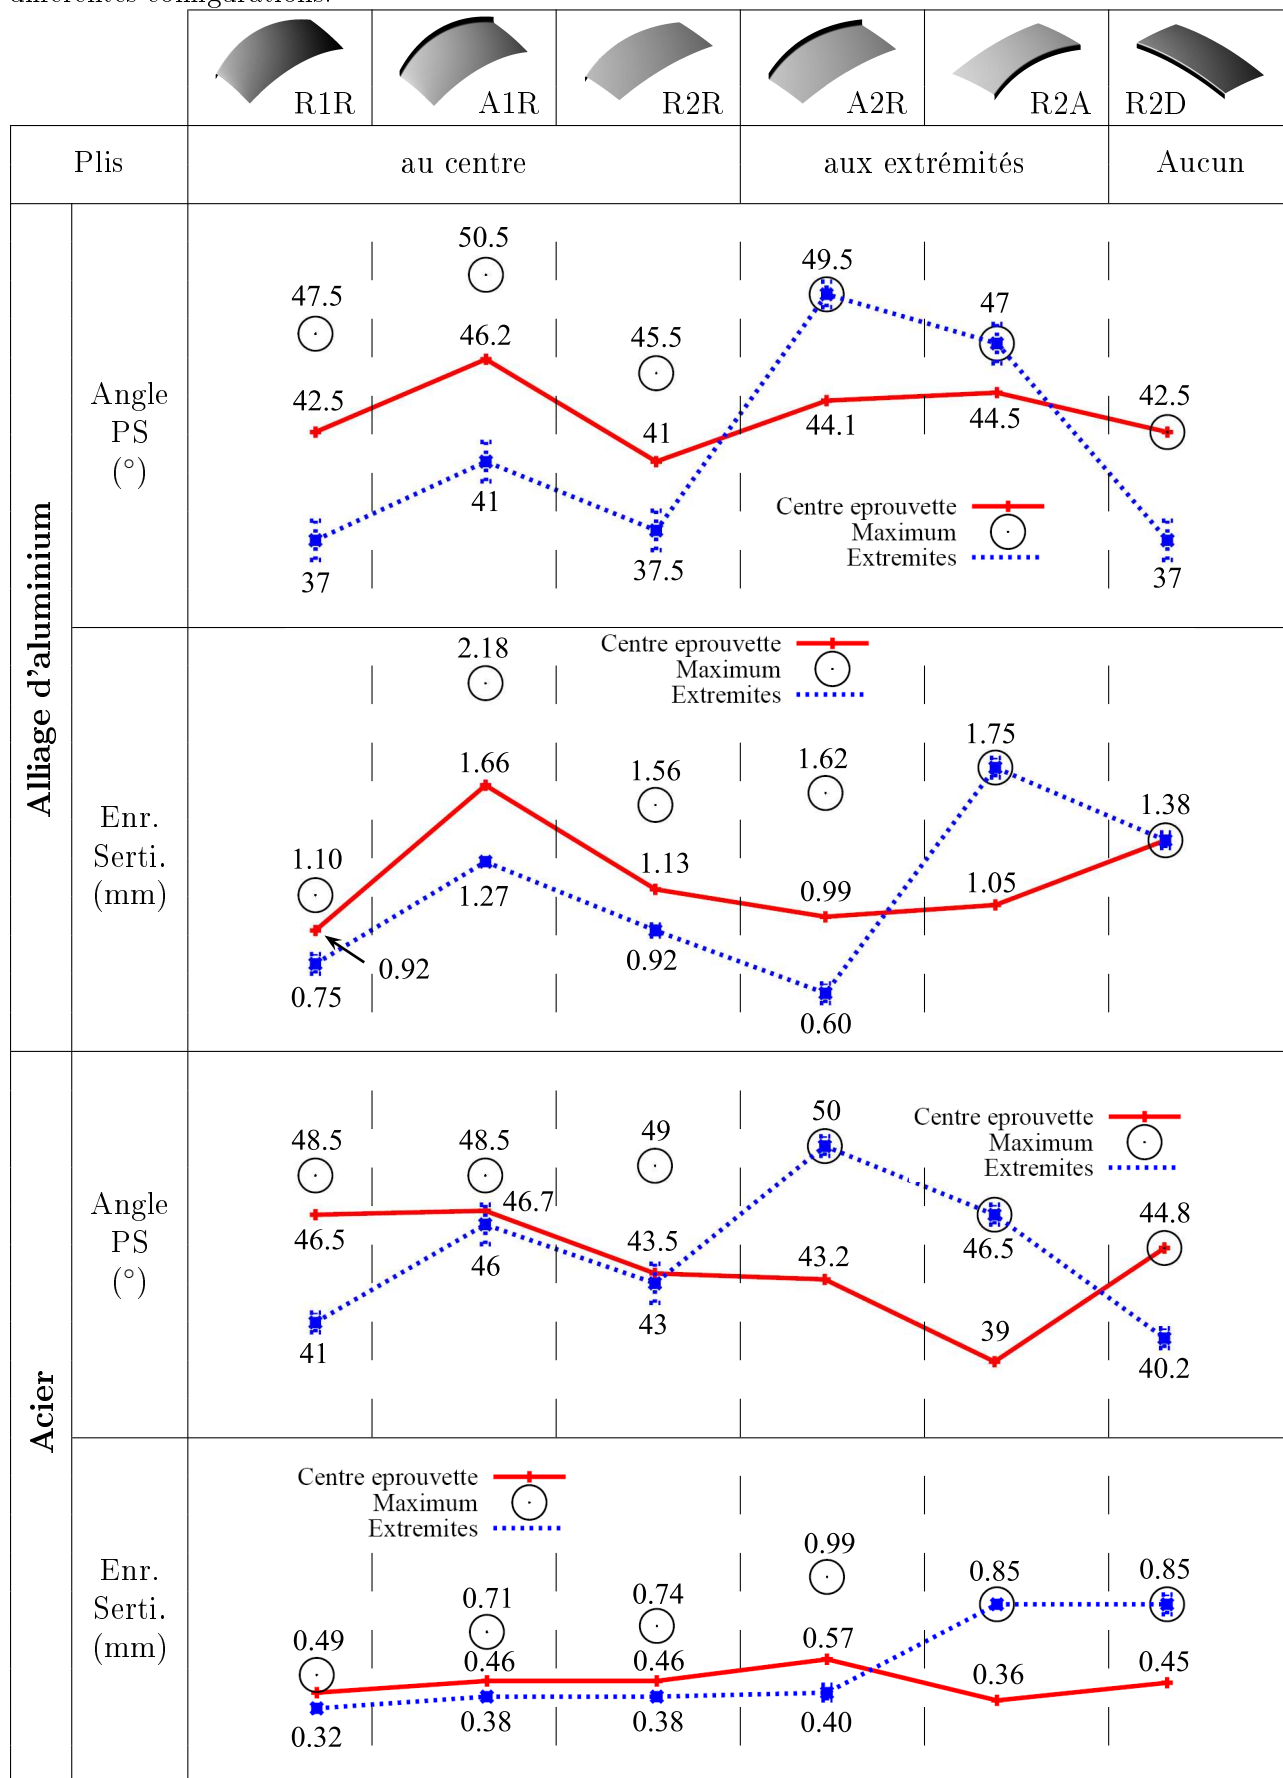 différentes configurations.
R1R A1R R2R A2R R2A R2D
Plis au centre aux extrémités Aucun
Alliage d'aluminium
Angle
PS
(°)
50.5
49.5
47.5
47
46.2
45.5
42.5
42.5
41
44.1
44.5
41
37
37.5
37
Centre eprouvette
Maximum
Extremites
Enr.
Serti.
(mm)
Centre eprouvette
Maximum
Extremites
2.18
1.75
1.66
1.56
1.62
1.38
1.10
1.13
0.99
1.05
1.27
0.92
0.92
0.75
0.60
Acier
Angle
PS
(°)
Centre eprouvette
Maximum
Extremites
50
48.5
48.5
49
46.7
44.8
46.5
43.5
43.2
46.5
46
41
43
39
40.2
Enr.
Serti.
(mm)
Centre eprouvette
Maximum
Extremites
0.99
0.85
0.85
0.71
0.74
0.49
0.46
0.46
0.57
0.36
0.45
0.32
0.38
0.38
0.40